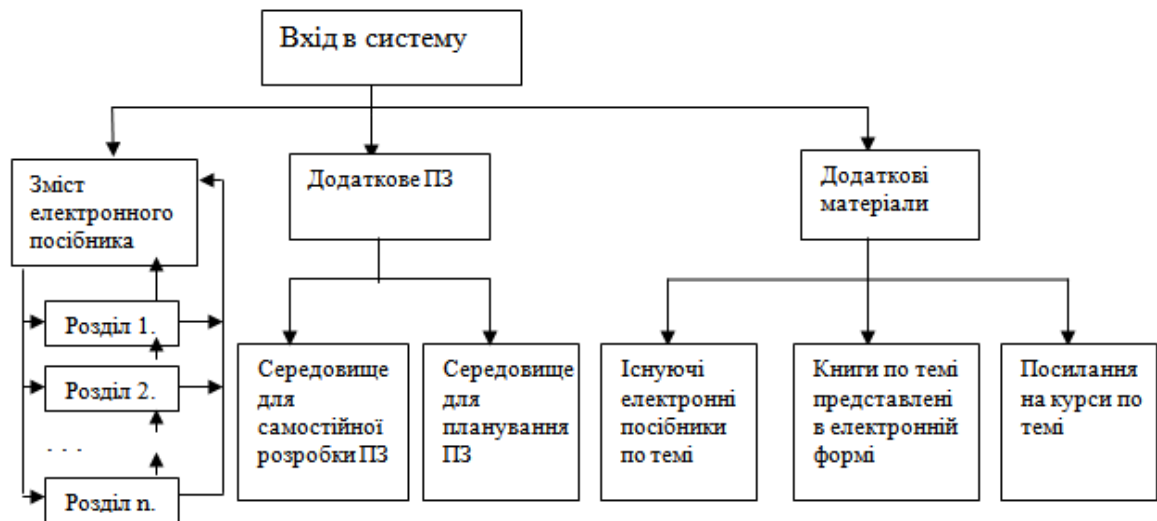 Вхід в систему
Зміст
електронного
посібника
Додаткове ПЗ
Додаткові
матеріали
Розділ 1.
Розділ 2.
. . .
Розділ n.
Середовище
для
самостійної
розробки ПЗ
Середовище
для
планування
ПЗ
Існуючі
електронні
посібники
по темі
Книги по темі
представлені
в електронній
формі
Посилання
на курси по
темі